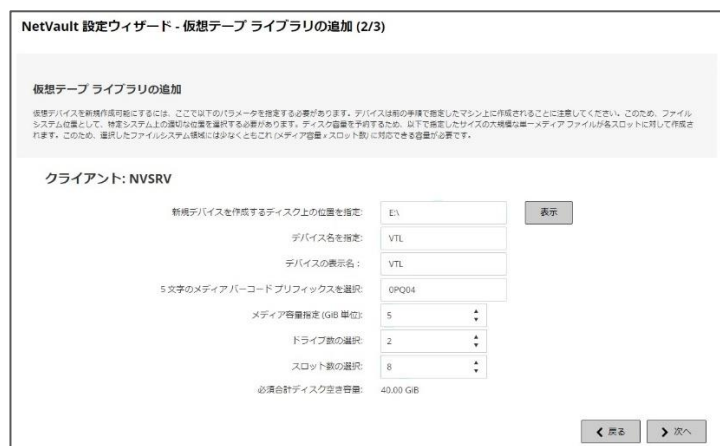 NetVault 設定ウィザード - 仮想テープ ライブラリの追加 (2/3)
仮想テープ ライブラリの追加
仮想デバイスを新規作成可能にするには、ここで以下のパラメータを指定する必要があります。デバイスは前の手順で指定したマシン上に作成されることに注意してください。このため、ファイル
システム位置として、特定システム上の適切な位置を選択する必要があります。ディスク容量を予約するため、以下で指定したサイズの大規模な単一メディア ファイルが各スロットに対して作成さ
れます。このため、選択したファイルシステム領域には少なくともこれ (メディア容量 x スロット数) に対応できる容量が必要です。
クライアント: NVSRV
新規デバイスを作成するディスク上の位置を指定: E:\ 表示
デバイス名を指定: VTL
デバイスの表示名 : VTL
5 文字のメディア バーコード プリフィックスを選択: 0PQ04
メディア容量指定 (GiB 単位): 5
ドライブ数の選択: 2
スロット数の選択: 8
必須合計ディスク空き容量: 40.00 GiB
戻る 次へ